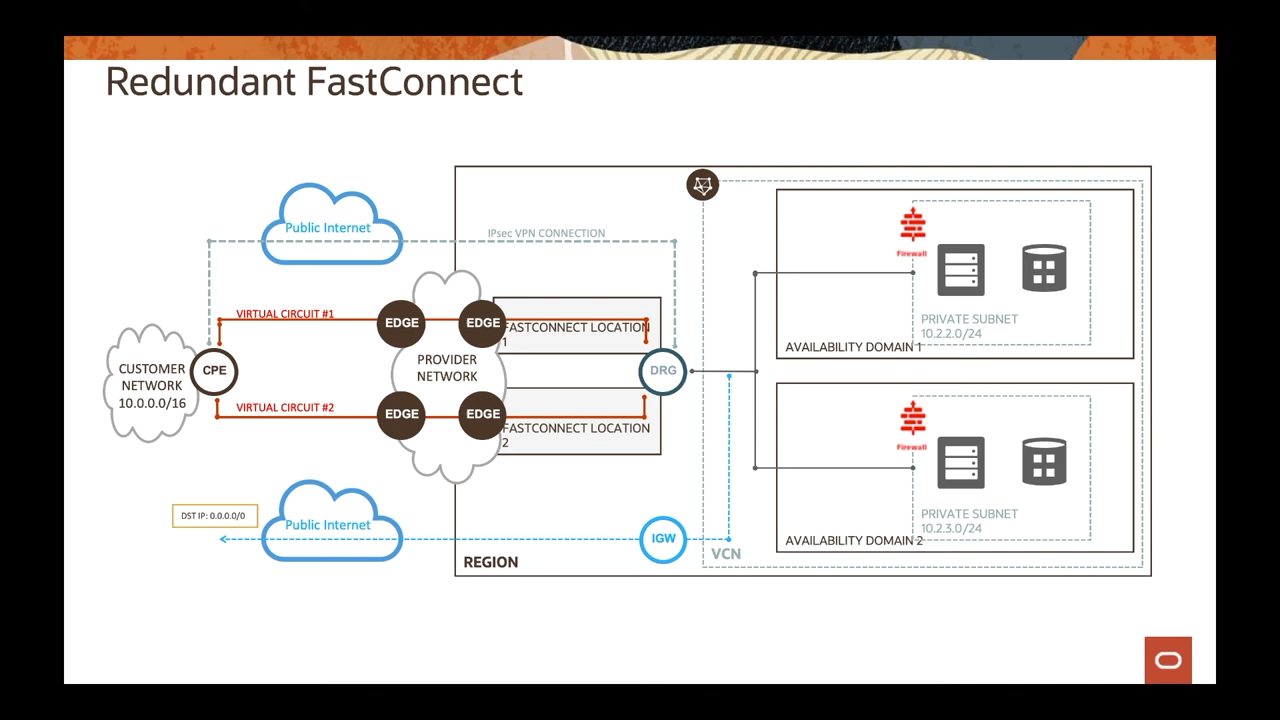 Redundant FastConnect
Public Internet
IPsec VPN CONNECTION
Firewall
VIRTUAL CIRCUIT #1
EDGE
EDGE
FASTCONNECT LOCATION
1
PRIVATE SUBNET
10.2.2.0/24
AVAILABILITY DOMAIN 1
CUSTOMER
NETWORK
10.0.0.0/16
CPE
PROVIDER
NETWORK
DRG
VIRTUAL CIRCUIT #2
EDGE
EDGE
FASTCONNECT LOCATION
2
Firewall
DST IP: 0.0.0.0/0
Public Internet
IGW
PRIVATE SUBNET
10.2.3.0/24
AVAILABILITY DOMAIN 2
VCN
REGION